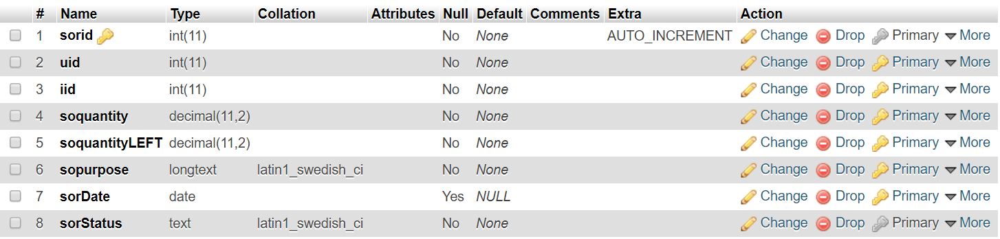 # Name Type Collation Attributes Null Default Comments Extra Action
1 sorid int(11) No None AUTO_INCREMENT Change Drop Primary More
2 uid int(11) No None Change Drop Primary More
3 iid int(11) No None Change Drop Primary More
4 soquantity decimal(11,2) No None Change Drop Primary More
5 soquantityLEFT decimal(11,2) No None Change Drop Primary More
6 sopurpose longtext latin1_swedish_ci No None Change Drop Primary More
7 sorDate date Yes NULL Change Drop Primary More
8 sorStatus text latin1_swedish_ci No None Change Drop Primary More